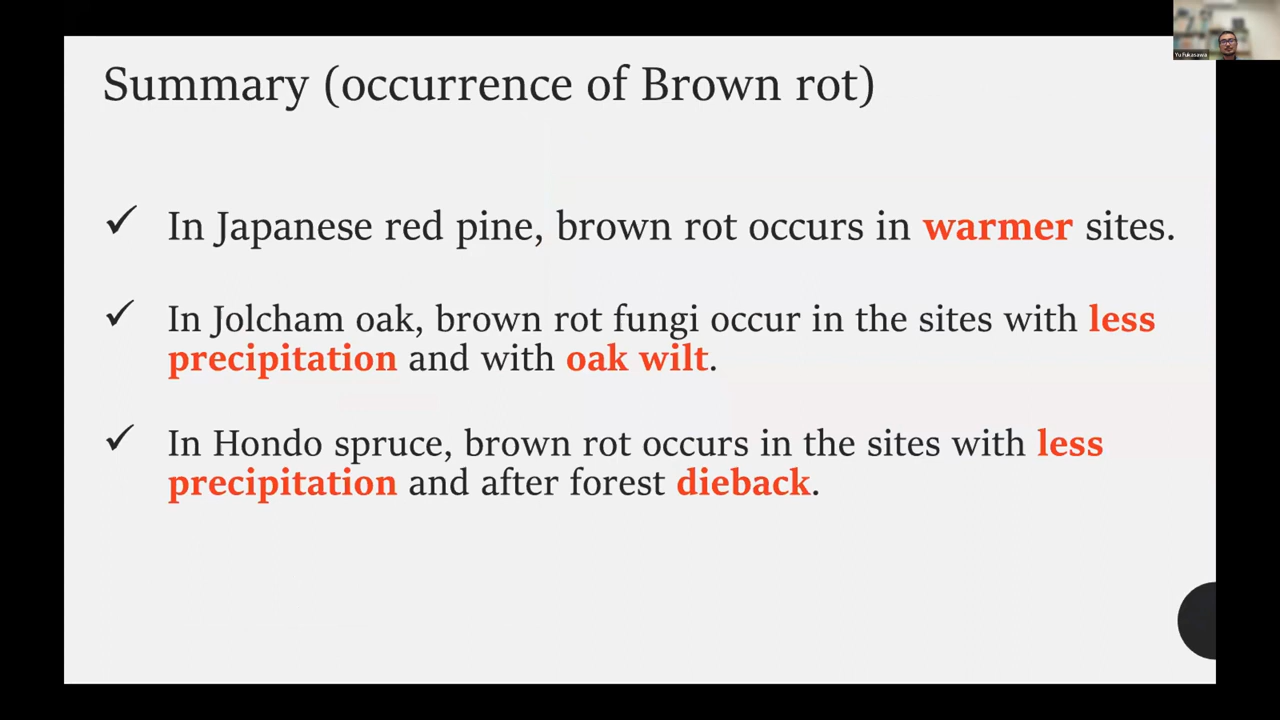 Yu Fukasawa
Summary (occurrence of Brown rot)
✓ In Japanese red pine, brown rot occurs in warmer sites.
✓ In Jolcham oak, brown rot fungi occur in the sites with less
precipitation and with oak wilt.
✓ In Hondo spruce, brown rot occurs in the sites with less
precipitation and after forest dieback.